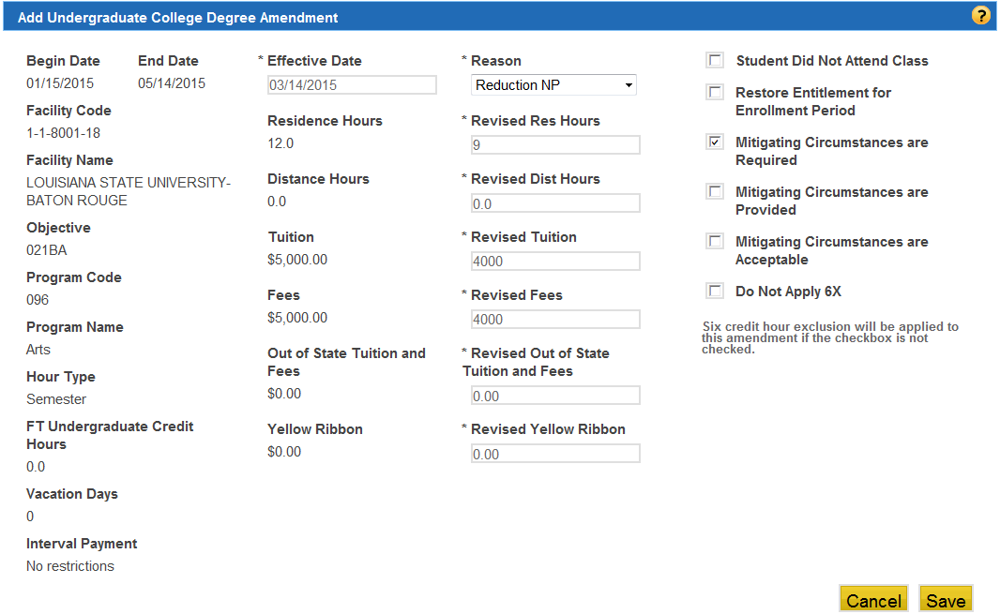 Add Undergraduate College Degree Amendment
?
Begin Date
End Date
01/15/2015
05/14/2015
Facility Code
1-1-8001-18
Facility Name
LOUISIANA STATE UNIVERSITY-
BATON ROUGE
Objective
021BA
Program Code
096
Program Name
Arts
Hour Type
Semester
FT Undergraduate Credit
Hours
0.0
Vacation Days
0
Interval Payment
No restrictions
* Effective Date
03/14/2015
* Reason
Reduction NP
Residence Hours
12.0
* Revised Res Hours
9
Distance Hours
0.0
* Revised Dist Hours
0.0
Tuition
$5,000.00
* Revised Tuition
4000
Fees
$5,000.00
* Revised Fees
4000
Out of State Tuition and
Fees
$0.00
* Revised Out of State
Tuition and Fees
0.00
Yellow Ribbon
$0.00
* Revised Yellow Ribbon
0.00
Student Did Not Attend Class
Restore Entitlement for
Enrollment Period
Mitigating Circumstances are
Required
Mitigating Circumstances are
Provided
Mitigating Circumstances are
Acceptable
Do Not Apply 6X
Six credit hour exclusion will be applied to
this amendment if the checkbox is not
checked.
Cancel
Save